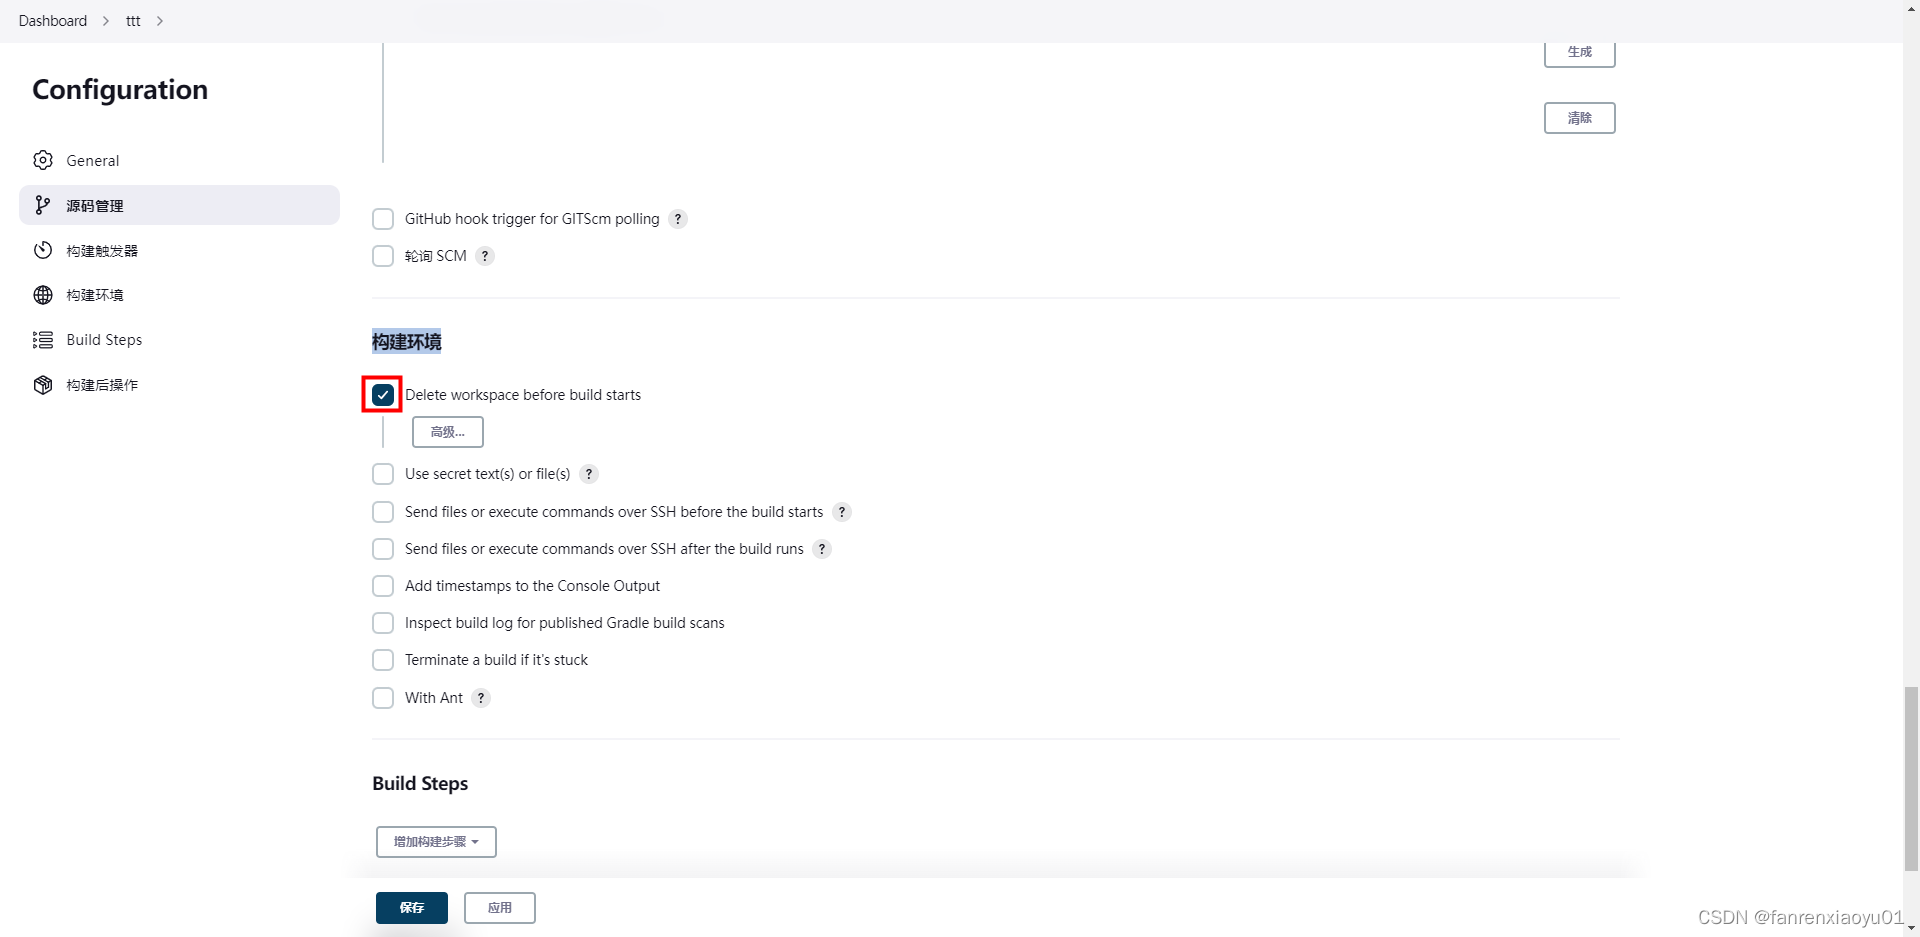 Dashboard > ttt >
Configuration
General
源码管理
构建触发器
构建环境
Build Steps
构建后操作
生成
清除
GitHub hook trigger for GITScm polling ?
轮询 SCM ?
构建环境
Delete workspace before build starts
高级...
Use secret text(s) or file(s) ?
Send files or execute commands over SSH before the build starts ?
Send files or execute commands over SSH after the build runs ?
Add timestamps to the Console Output
Inspect build log for published Gradle build scans
Terminate a build if it's stuck
With Ant ?
Build Steps
增加构建步骤
保存 应用
CSDN @fanrenxiaoyu01